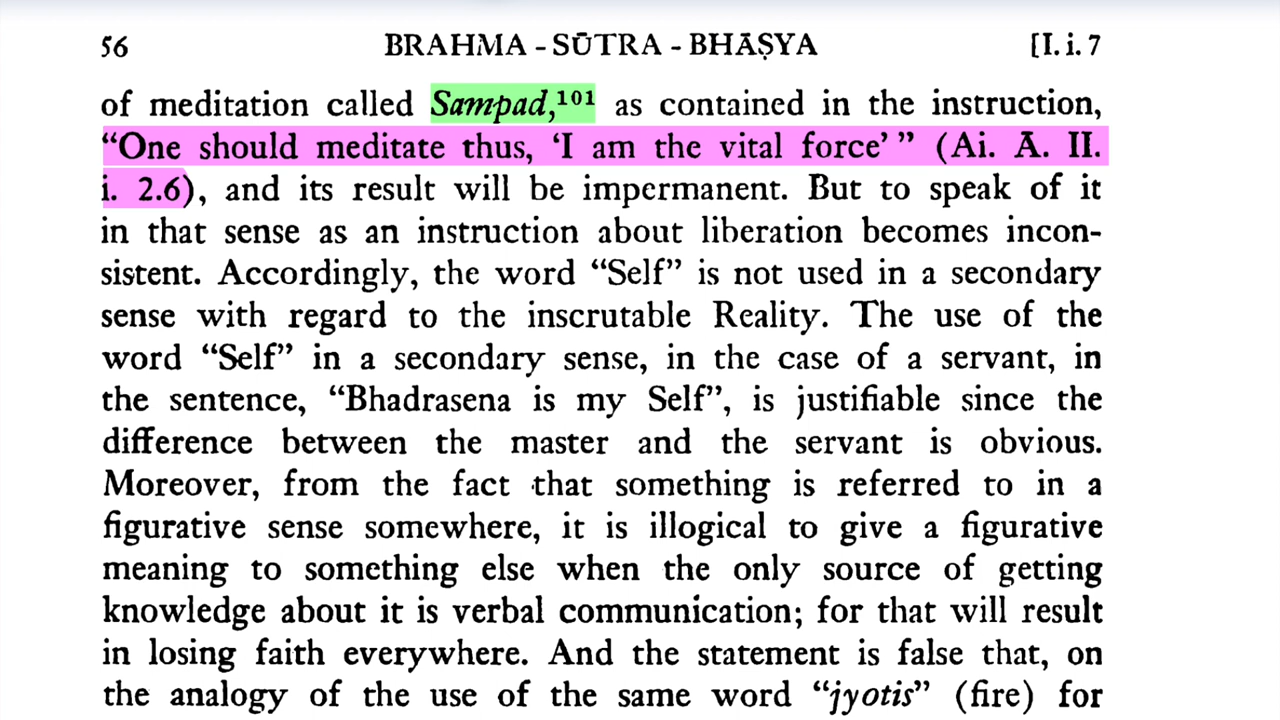 56 BRAHMA-SŪTRA-BHĀṢYA [I. i. 7
of meditation called Sampad,¹⁰¹ as contained in the instruction,
“One should meditate thus, ‘I am the vital force’ ” (Ai. Ā. II.
i. 2.6), and its result will be impermanent. But to speak of it
in that sense as an instruction about liberation becomes incon-
sistent. Accordingly, the word “Self” is not used in a secondary
sense with regard to the inscrutable Reality. The use of the
word “Self” in a secondary sense, in the case of a servant, in
the sentence, “Bhadrasena is my Self”, is justifiable since the
difference between the master and the servant is obvious.
Moreover, from the fact that something is referred to in a
figurative sense somewhere, it is illogical to give a figurative
meaning to something else when the only source of getting
knowledge about it is verbal communication; for that will result
in losing faith everywhere. And the statement is false that, on
the analogy of the use of the same word “jyotis” (fire) for